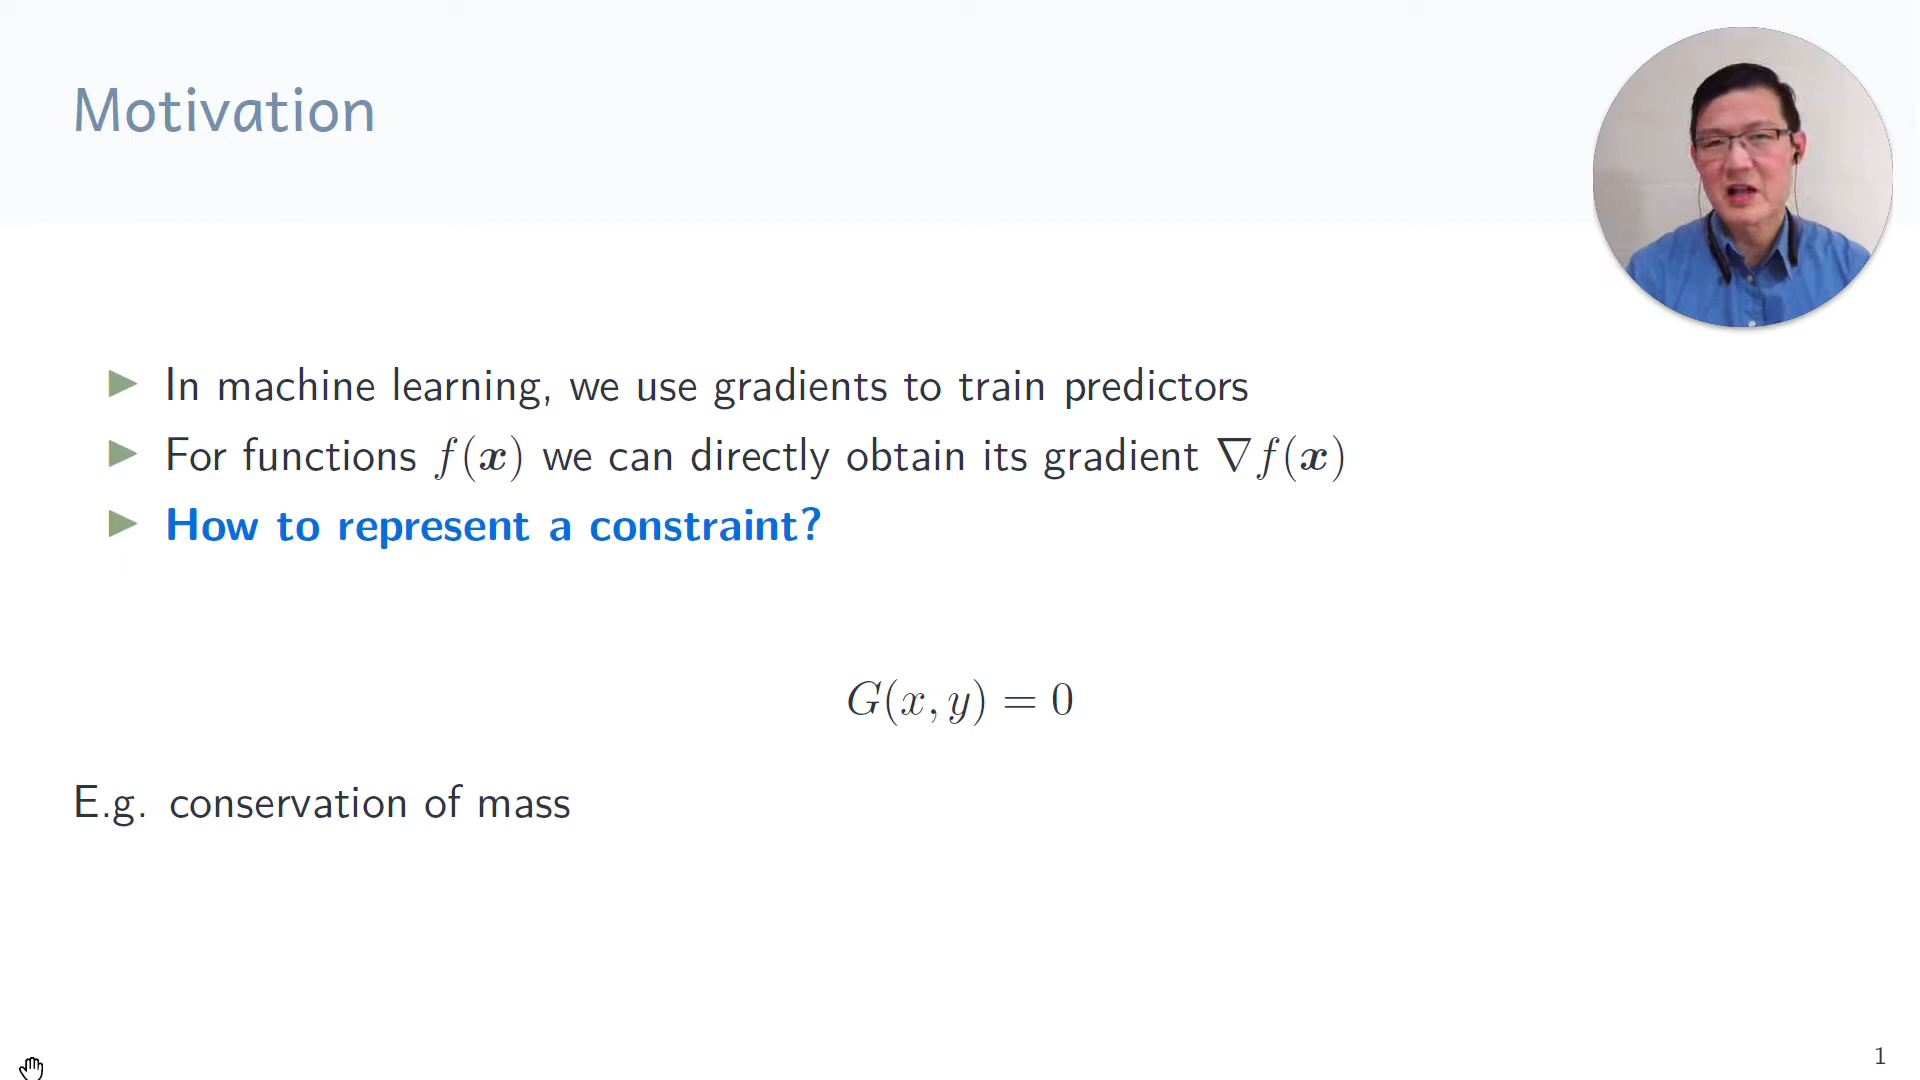 Motivation
In machine learning, we use gradients to train predictors
For functions f(x) we can directly obtain its gradient ∇f(x)
How to represent a constraint?
G(x, y) = 0
E.g. conservation of mass
1